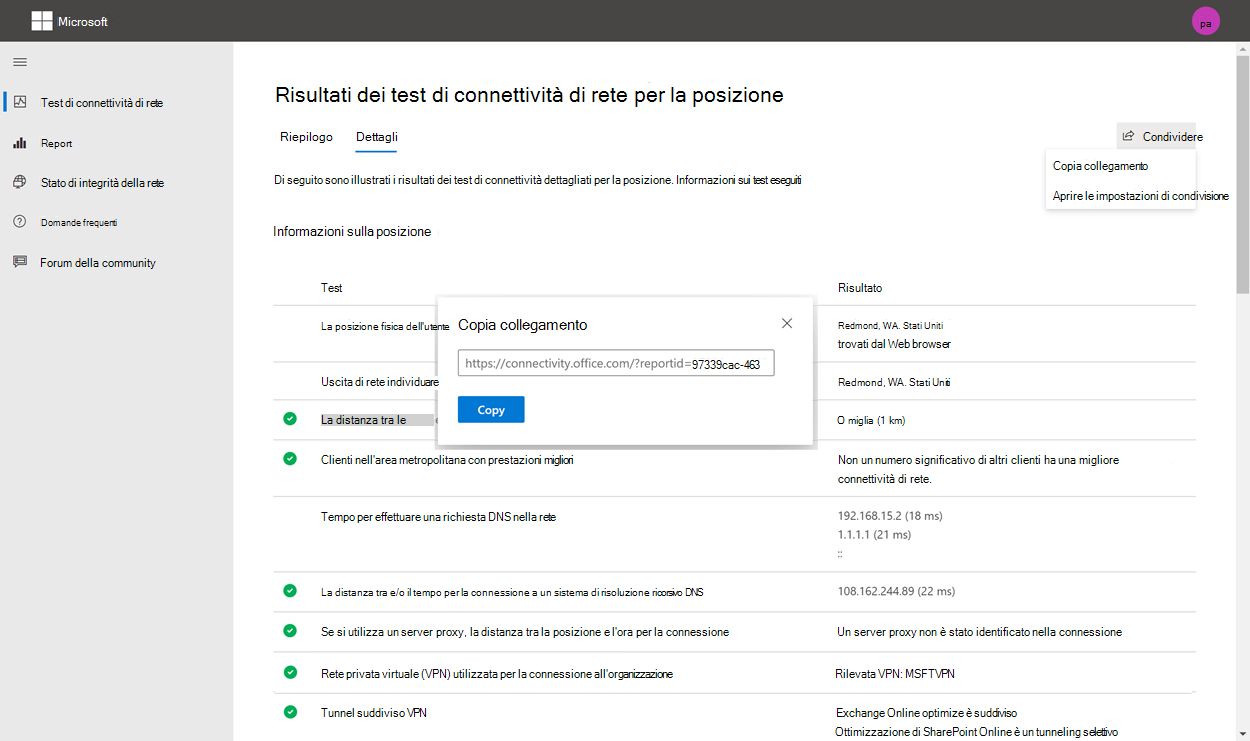 Microsoft
pa
Test di connettività di rete
Report
Stato di integrità della rete
Domande frequenti
Forum della community
Risultati dei test di connettività di rete per la posizione
Riepilogo
Dettagli
Condividere
Copia collegamento
Aprire le impostazioni di condivisione
Di seguito sono illustrati i risultati dei test di connettività dettagliati per la posizione. Informazioni sui test eseguiti
Informazioni sulla posizione
Test
Risultato
La posizione fisica dell'utente
Redmond, WA. Stati Uniti
trovati dal Web browser
Copia collegamento
https://connectivity.office.com/?reportid=97339cac-463
Copy
Uscita di rete individuare
Redmond, WA. Stati Uniti
La distanza tra le
0 miglia (1 km)
Clienti nell'area metropolitana con prestazioni migliori
Non un numero significativo di altri clienti ha una migliore
connettività di rete.
Tempo per effettuare una richiesta DNS nella rete
192.168.15.2 (18 ms)
1.1.1.1 (21 ms)
::
La distanza tra e/o il tempo per la connessione a un sistema di risoluzione ricorsivo DNS
108.162.244.89 (22 ms)
Se si utilizza un server proxy, la distanza tra la posizione e l'ora per la connessione
Un server proxy non è stato identificato nella connessione
Rete privata virtuale (VPN) utilizzata per la connessione all'organizzazione
Rilevata VPN: MSFTVPN
Tunnel suddiviso VPN
Exchange Online optimize è suddiviso
Ottimizzazione di SharePoint Online è un tunneling selettivo